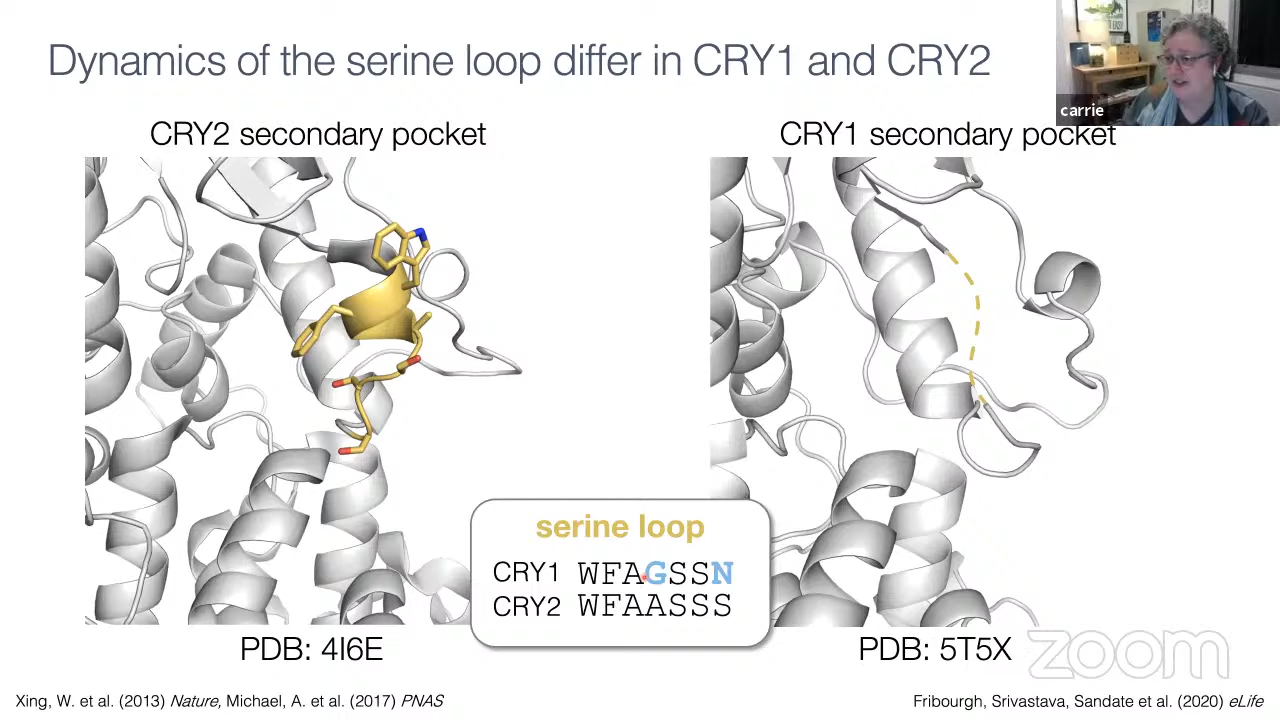 Dynamics of the serine loop differ in CRY1 and CRY2
carrie
CRY2 secondary pocket
CRY1 secondary pocket
serine loop
CRY1 WFAGSSN
CRY2 WFAASSS
PDB: 4I6E
PDB: 5T5X
zoom
Xing, W. et al. (2013) Nature, Michael, A. et al. (2017) PNAS
Fribourgh, Srivastava, Sandate et al. (2020) eLife